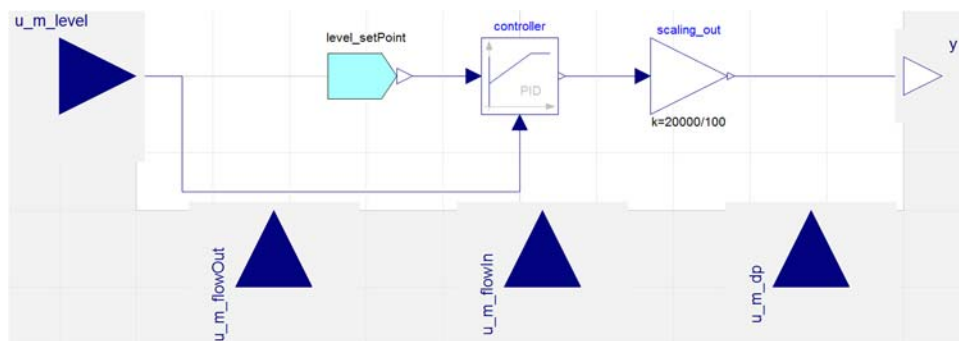 u_m_level
level_setPoint
controller
scaling_out
y
PID
k=20000/100
u_m_flowOut
u_m_flowIn
u_m_dp